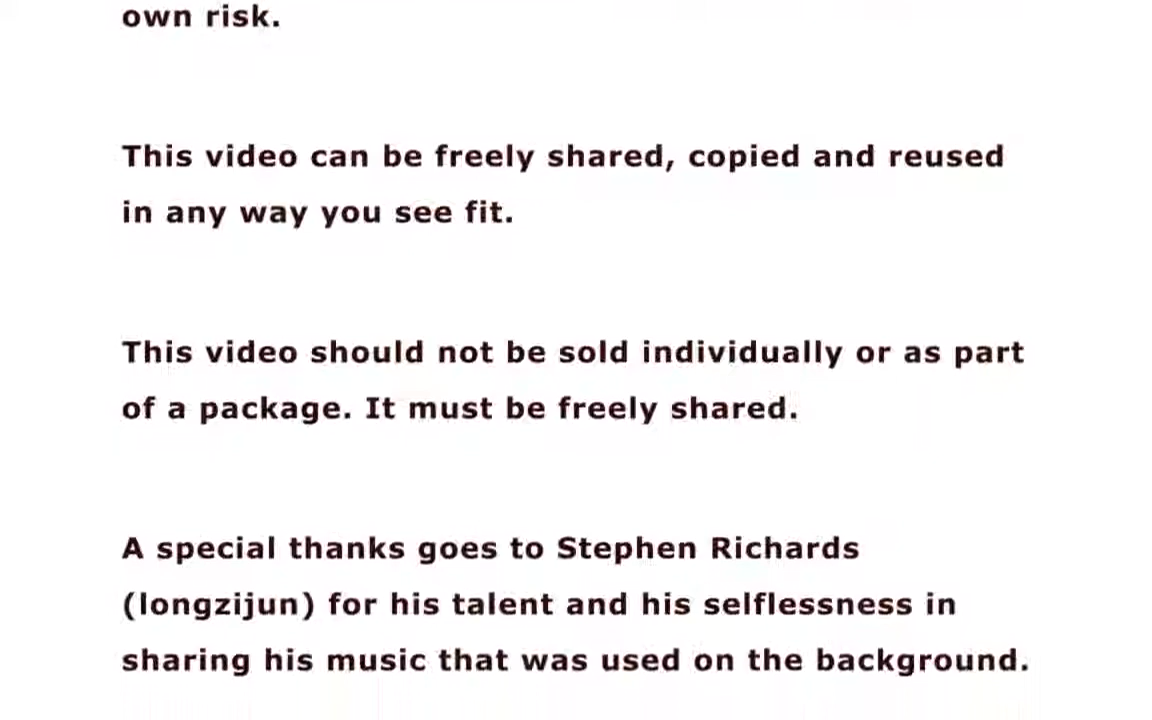 own risk.
This video can be freely shared, copied and reused
in any way you see fit.
This video should not be sold individually or as part
of a package. It must be freely shared.
A special thanks goes to Stephen Richards
(longzijun) for his talent and his selflessness in
sharing his music that was used on the background.